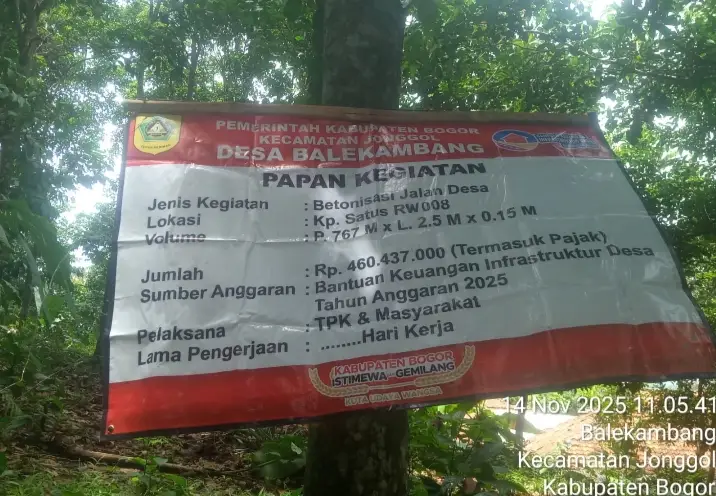 PEMERINTAH KABUPATEN BOGOR
KECAMATAN JONGGOL
DESA BALEKAMBANG
PAPAN KEGIATAN
Jenis Kegiatan : Betonisasi Jalan Desa
Lokasi : Kp. Satus RW008
Volume : P. 767 M x L. 2.5 M x 0.15 M
Jumlah : Rp. 460.437.000 (Termasuk Pajak)
Sumber Anggaran : Bantuan Keuangan Infrastruktur Desa
Tahun Anggaran 2025
Pelaksana : TPK & Masyarakat
Lama Pengerjaan : ........Hari Kerja
KABUPATEN BOGOR
ISTIMEWA GEMILANG
14 Nov 2025 11.05.41
Balekambang
Kecamatan Jonggol
Kabupaten Bogor